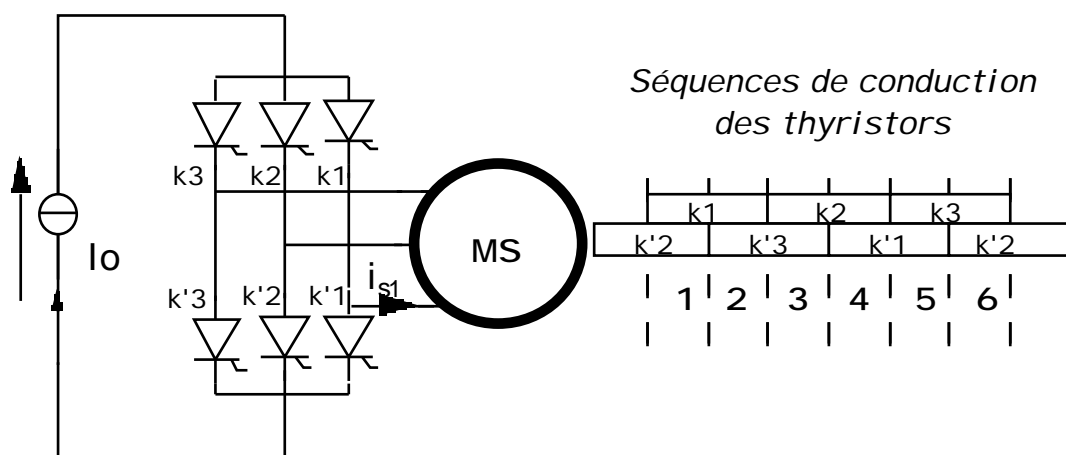 Séquences de conduction
des thyristors
k3 k2 k1
k1 k2 k3
k'2 k'3 k'1 k'2
MS
Io
is1
k'3 k'2 k'1
1 2 3 4 5 6